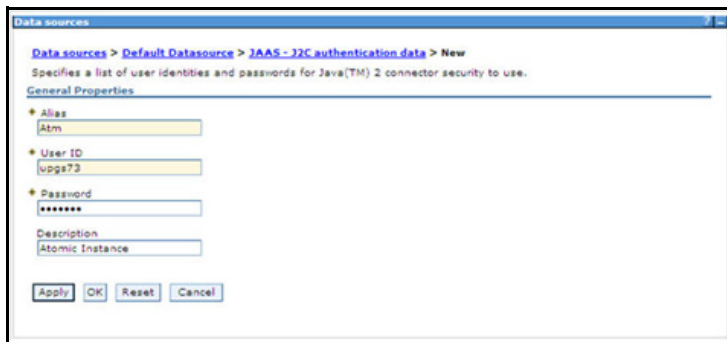 Data sources
? –
Data sources > Default Datasource > JAAS - J2C authentication data > New
Specifies a list of user identities and passwords for Java(TM) 2 connector security to use.
General Properties
* Alias
Atm
* User ID
upgs73
* Password
•••••••
Description
Atomic Instance
Apply OK Reset Cancel